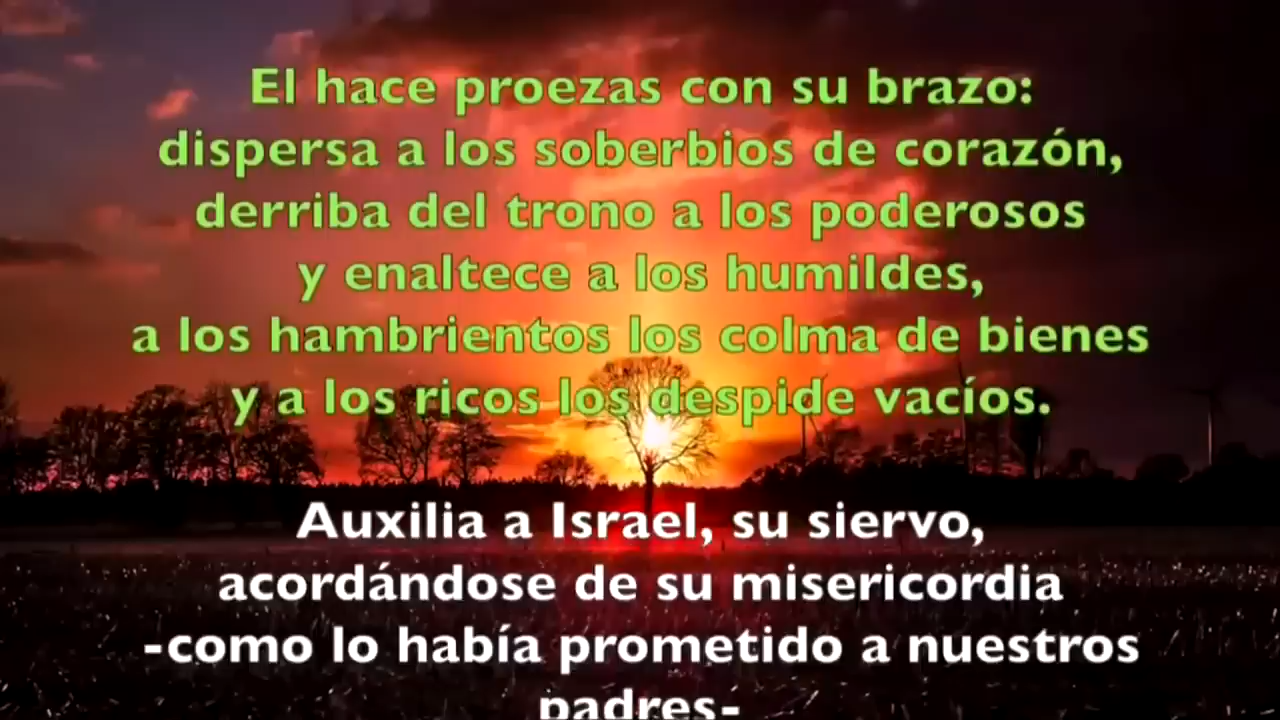 El hace proezas con su brazo:
dispersa a los soberbios de corazón,
derriba del trono a los poderosos
y enaltece a los humildes,
a los hambrientos los colma de bienes
y a los ricos los despide vacíos.
Auxilia a Israel, su siervo,
acordándose de su misericordia
-como lo había prometido a nuestros
padres-